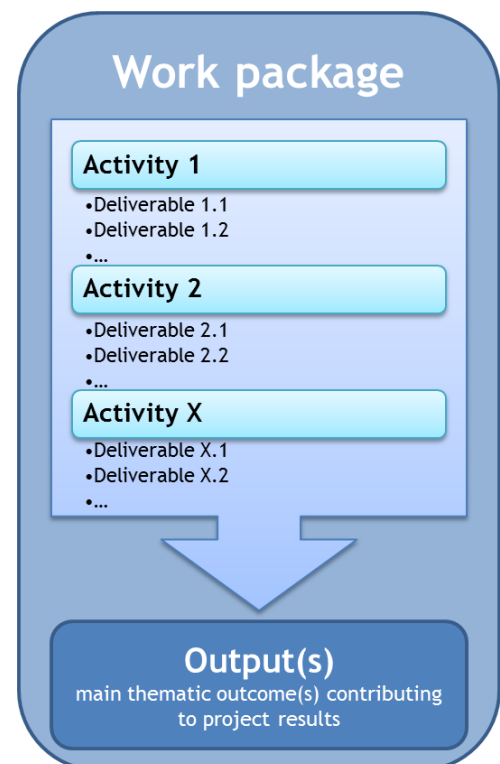 Work package
Activity 1
•Deliverable 1.1
•Deliverable 1.2
•...
Activity 2
•Deliverable 2.1
•Deliverable 2.2
•...
Activity X
•Deliverable X.1
•Deliverable X.2
•...
Output(s)
main thematic outcome(s) contributing
to project results